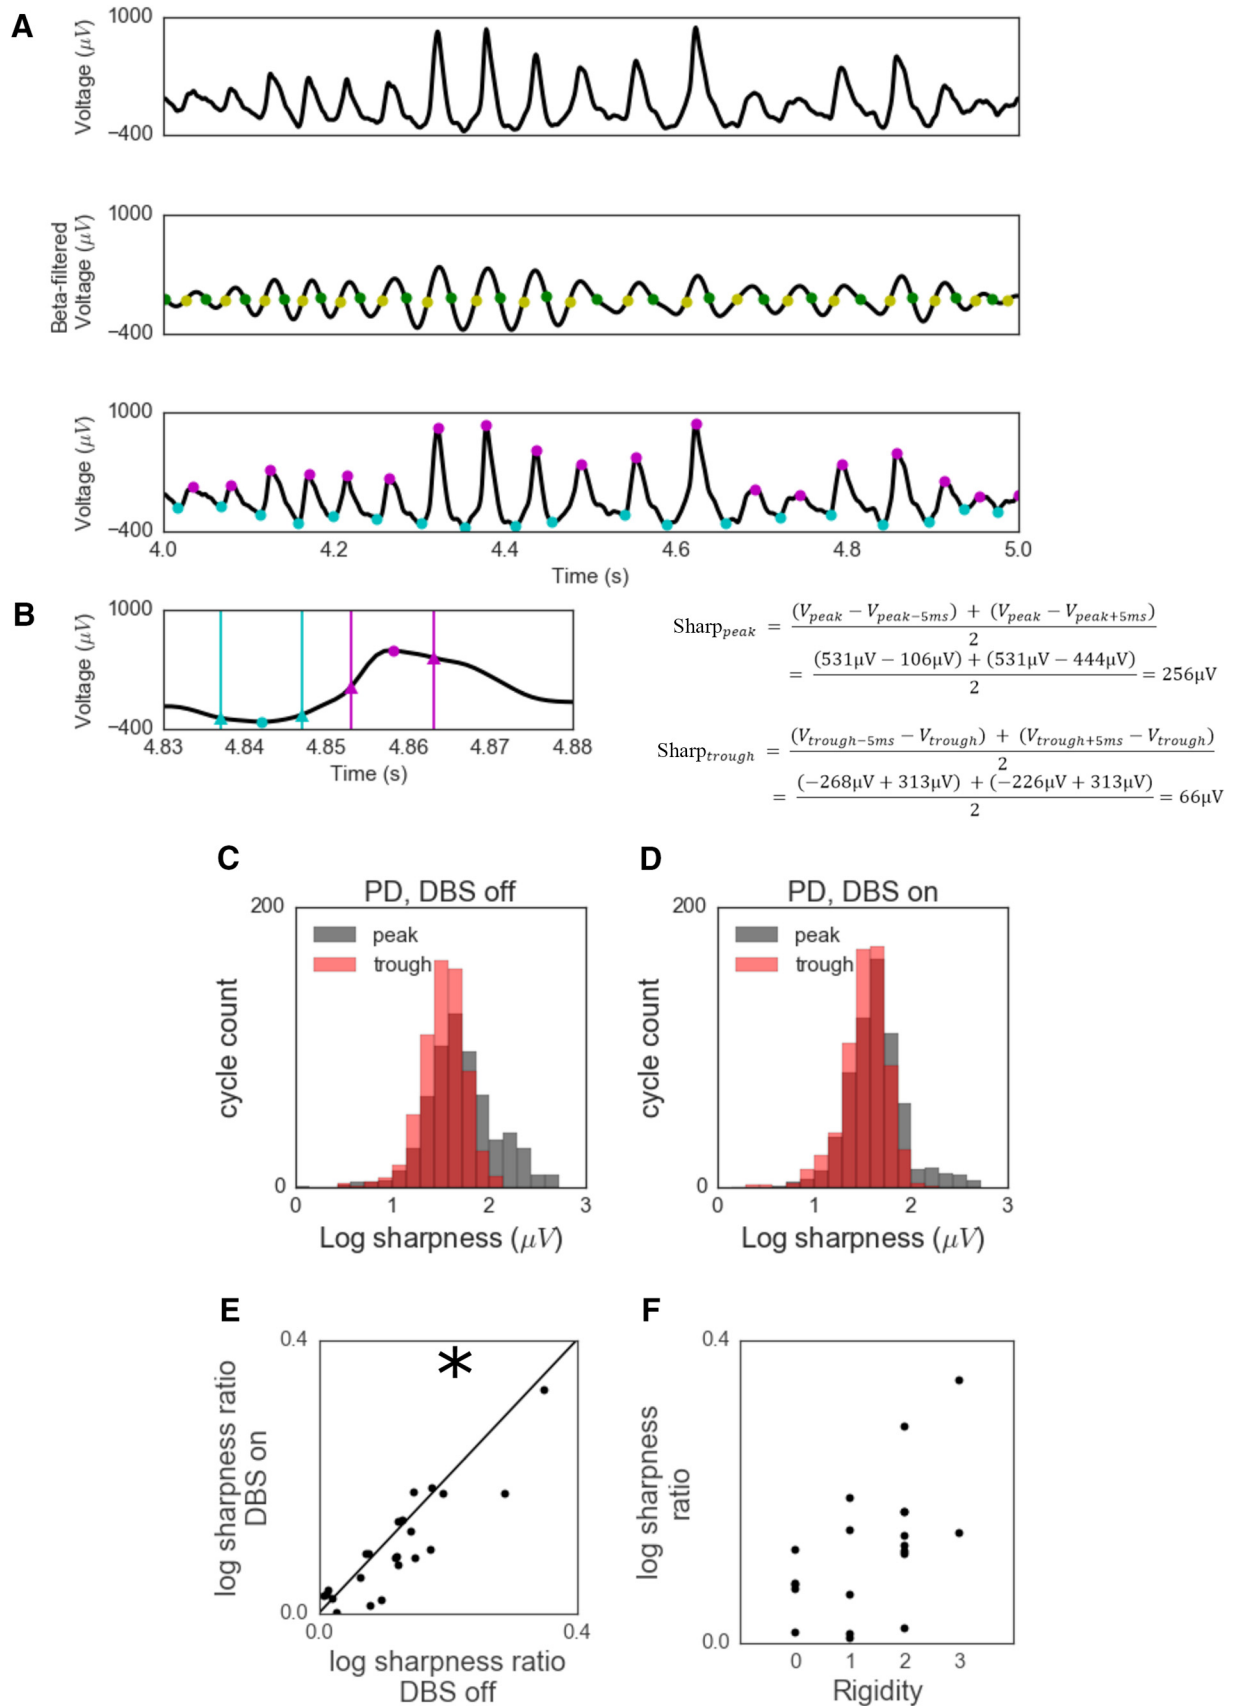 A
1000
Voltage (μV)
−400
1000
Beta-filtered
Voltage (μV)
−400
1000
Voltage (μV)
−400
4.0 4.2 4.4 4.6 4.8 5.0
Time (s)
B
1000
Voltage (μV)
−400
4.83 4.84 4.85 4.86 4.87 4.88
Time (s)
Sharp_peak = ((V_peak − V_peak−5ms) + (V_peak − V_peak+5ms)) / 2
= ((531μV − 106μV) + (531μV − 444μV)) / 2 = 256μV
Sharp_trough = ((V_trough−5ms − V_trough) + (V_trough+5ms − V_trough)) / 2
= ((−268μV + 313μV) + (−226μV + 313μV)) / 2 = 66μV
C
PD, DBS off
200
peak
trough
cycle count
0
0 1 2 3
Log sharpness (μV)
D
PD, DBS on
200
peak
trough
cycle count
0
0 1 2 3
Log sharpness (μV)
E
0.4
*
log sharpness ratio
DBS on
0.0
0.0 0.4
log sharpness ratio
DBS off
F
0.4
log sharpness
ratio
0.0
0 1 2 3
Rigidity